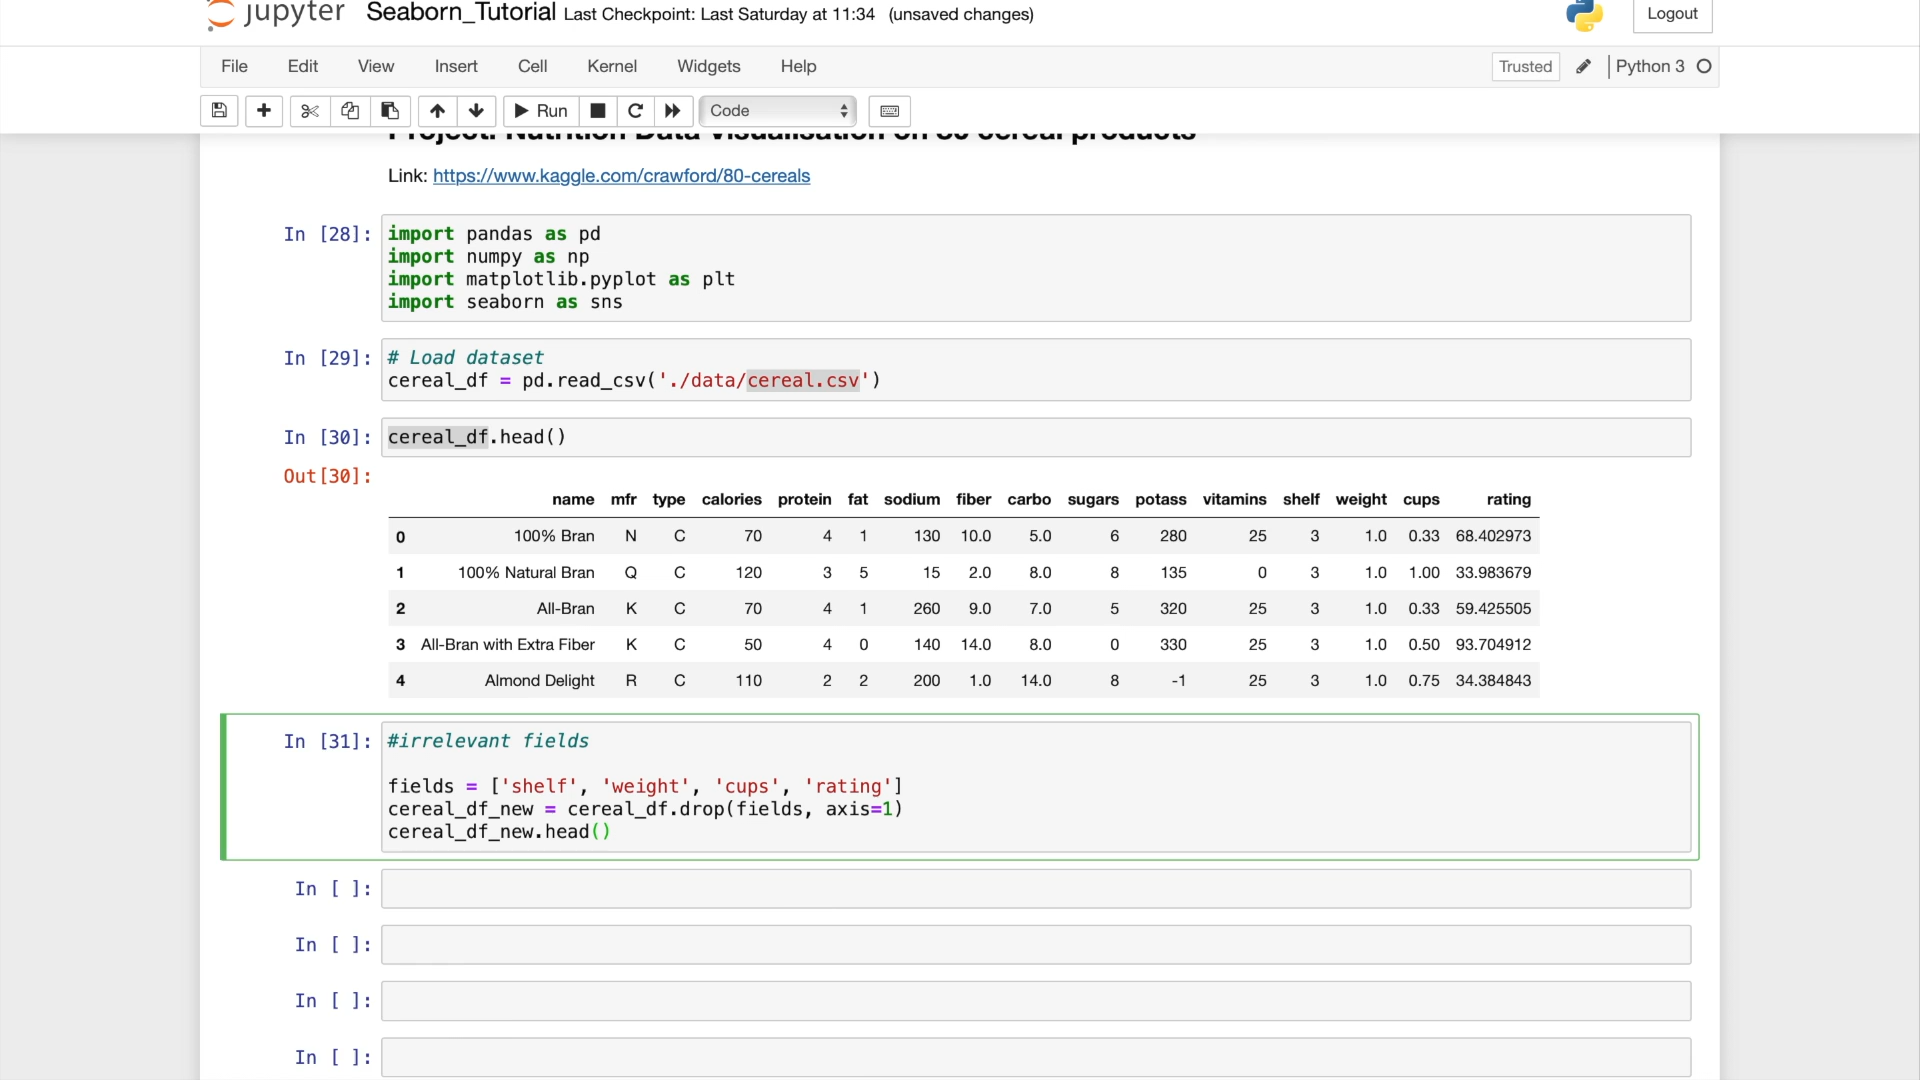 jupyter Seaborn_Tutorial Last Checkpoint: Last Saturday at 11:34 (unsaved changes)
Logout
File Edit View Insert Cell Kernel Widgets Help
Trusted Python 3
Run Code
Project: Nutrition Data Visualisation on 80 cereal products
Link: https://www.kaggle.com/crawford/80-cereals
In [28]: import pandas as pd
import numpy as np
import matplotlib.pyplot as plt
import seaborn as sns
In [29]: # Load dataset
cereal_df = pd.read_csv('./data/cereal.csv')
In [30]: cereal_df.head()
Out[30]:
name mfr type calories protein fat sodium fiber carbo sugars potass vitamins shelf weight cups rating
0 100% Bran N C 70 4 1 130 10.0 5.0 6 280 25 3 1.0 0.33 68.402973
1 100% Natural Bran Q C 120 3 5 15 2.0 8.0 8 135 0 3 1.0 1.00 33.983679
2 All-Bran K C 70 4 1 260 9.0 7.0 5 320 25 3 1.0 0.33 59.425505
3 All-Bran with Extra Fiber K C 50 4 0 140 14.0 8.0 0 330 25 3 1.0 0.50 93.704912
4 Almond Delight R C 110 2 2 200 1.0 14.0 8 -1 25 3 1.0 0.75 34.384843
In [31]: #irrelevant fields
fields = ['shelf', 'weight', 'cups', 'rating']
cereal_df_new = cereal_df.drop(fields, axis=1)
cereal_df_new.head()
In [ ]:
In [ ]:
In [ ]:
In [ ]: